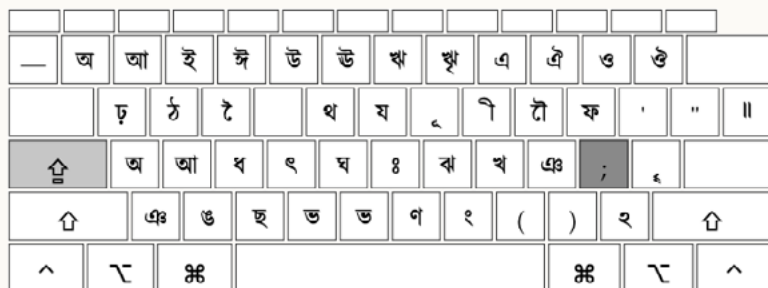 — অ আ ই ঈ উ ঊ ঋ ৠ এ ঐ ও ঔ
ঢ় ঠ ৈ থ য ূ ী ৌ ফ ' " ॥
⇪ অ আ ধ ৎ ঘ ঃ ঝ খ ঞ ; ৄ
⇧ ঞ ঙ ছ ভ ভ ণ ং ( ) ২ ⇧
^ ⌥ ⌘ ⌘ ⌥ ^